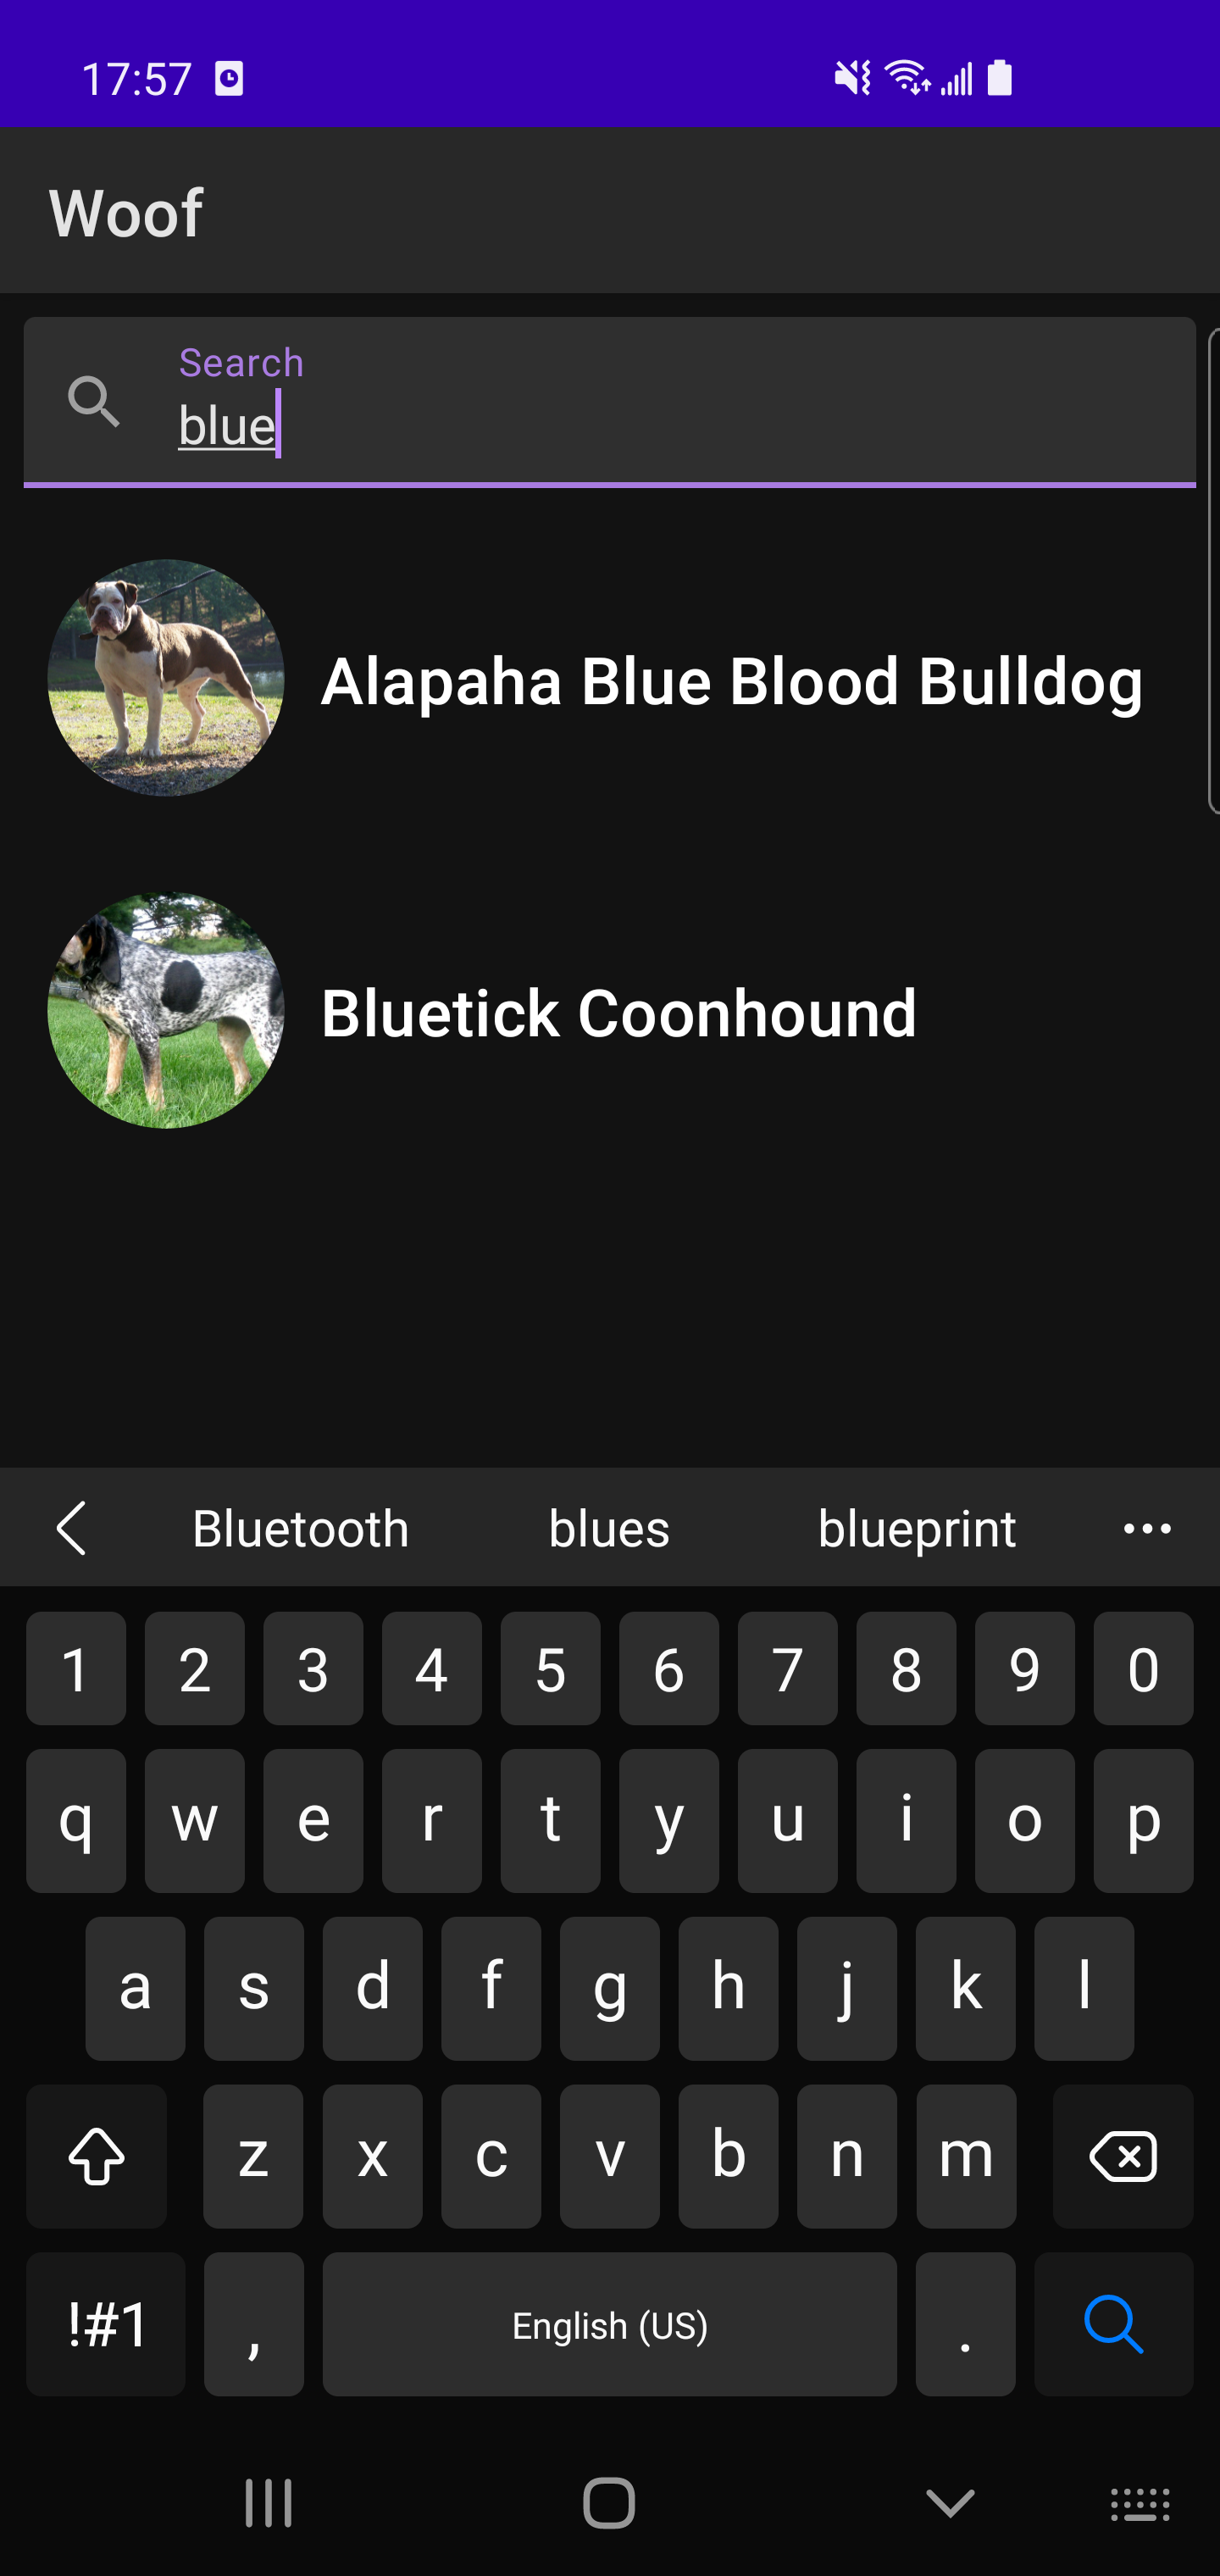 17:57
Woof
Search
blue
Alapaha Blue Blood Bulldog
Bluetick Coonhound
Bluetooth blues blueprint
1 2 3 4 5 6 7 8 9 0
q w e r t y u i o p
a s d f g h j k l
z x c v b n m
!#1 , English (US) .